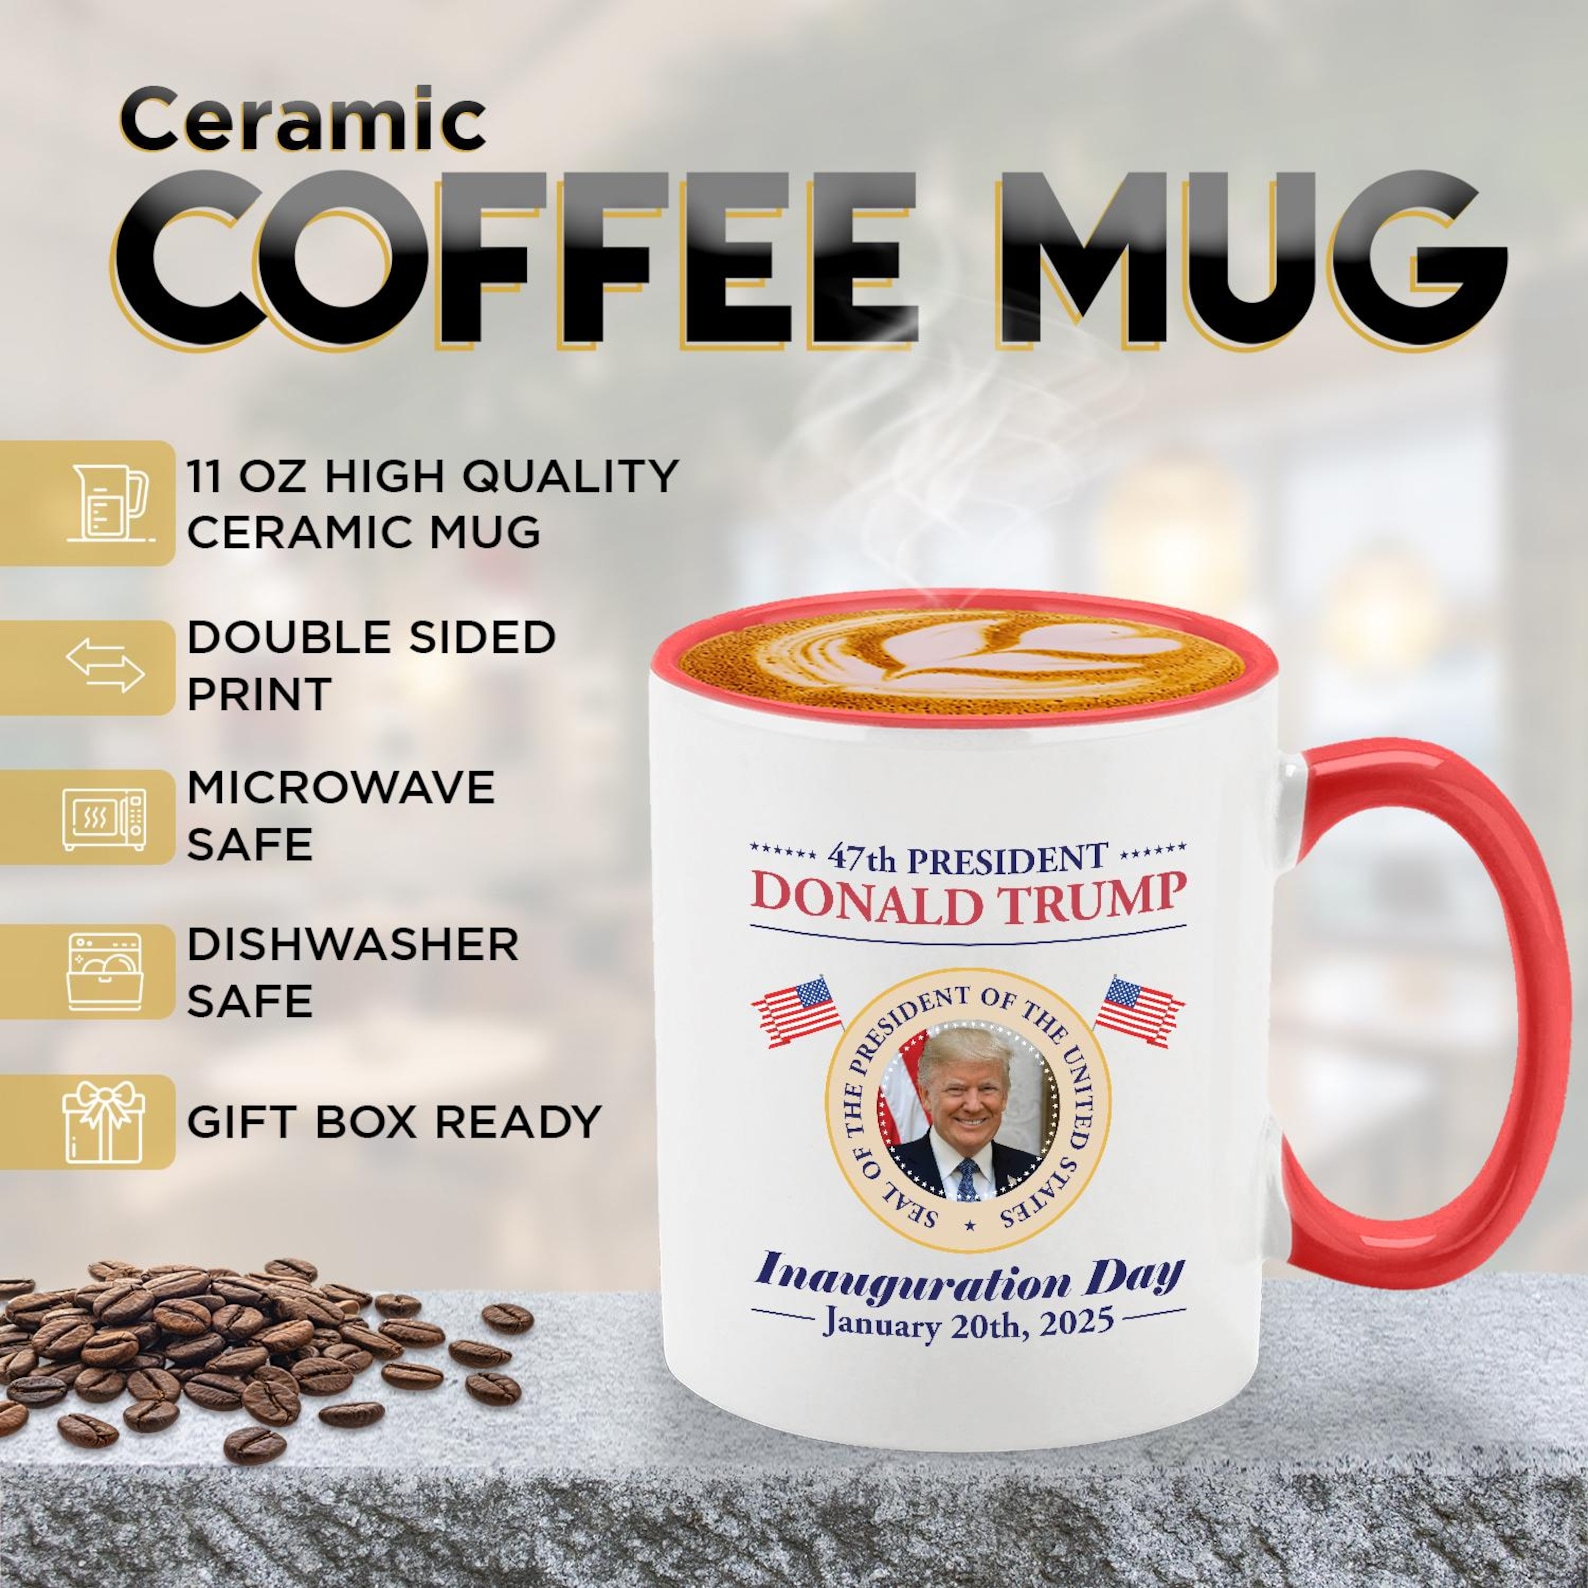 Ceramic
COFFEE MUG
11 OZ HIGH QUALITY
CERAMIC MUG
DOUBLE SIDED
PRINT
MICROWAVE
SAFE
DISHWASHER
SAFE
GIFT BOX READY
47th PRESIDENT
DONALD TRUMP
SEAL OF THE PRESIDENT OF THE UNITED STATES
Inauguration Day
January 20th, 2025